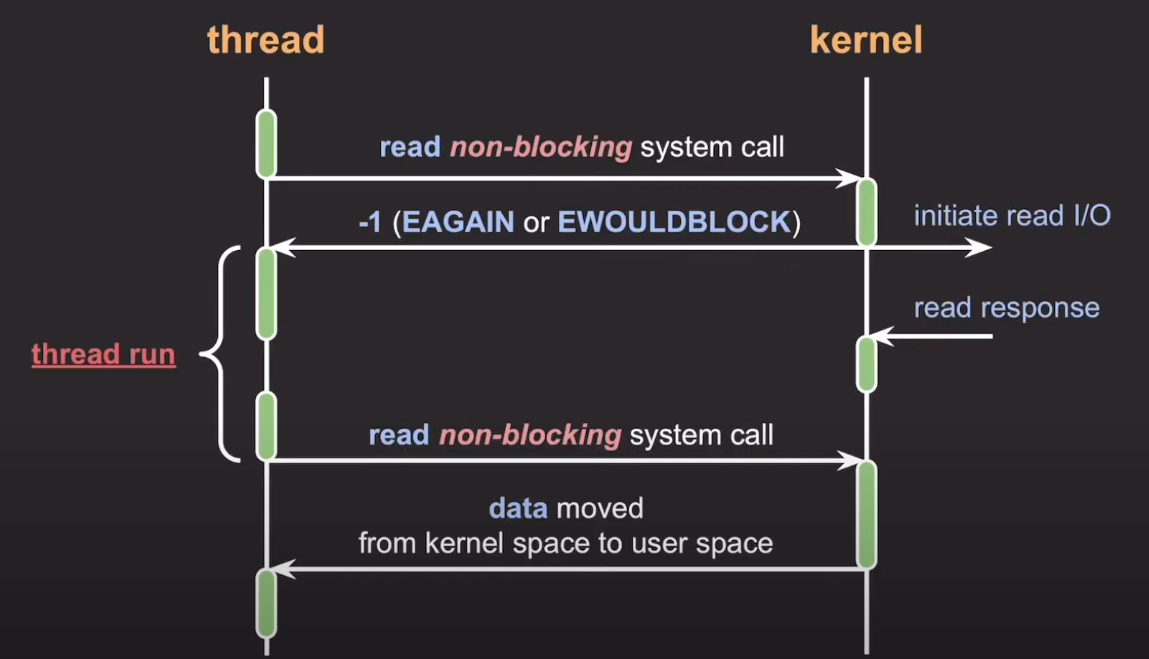 thread
kernel
read non-blocking system call
-1 (EAGAIN or EWOULDBLOCK)
initiate read I/O
read response
thread run
read non-blocking system call
data moved
from kernel space to user space